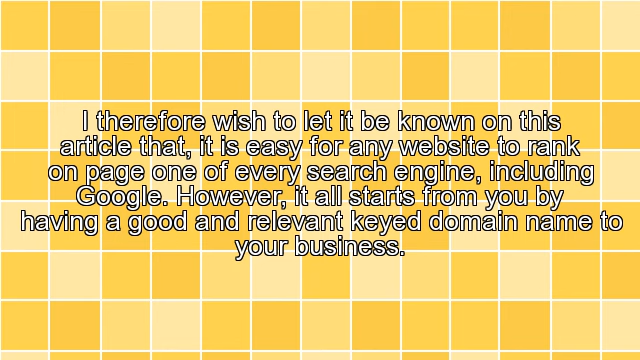 I therefore wish to let it be known on this
article that, it is easy for any website to rank
on page one of every search engine, including
Google. However, it all starts from you by
having a good and relevant keyed domain name to
your business.